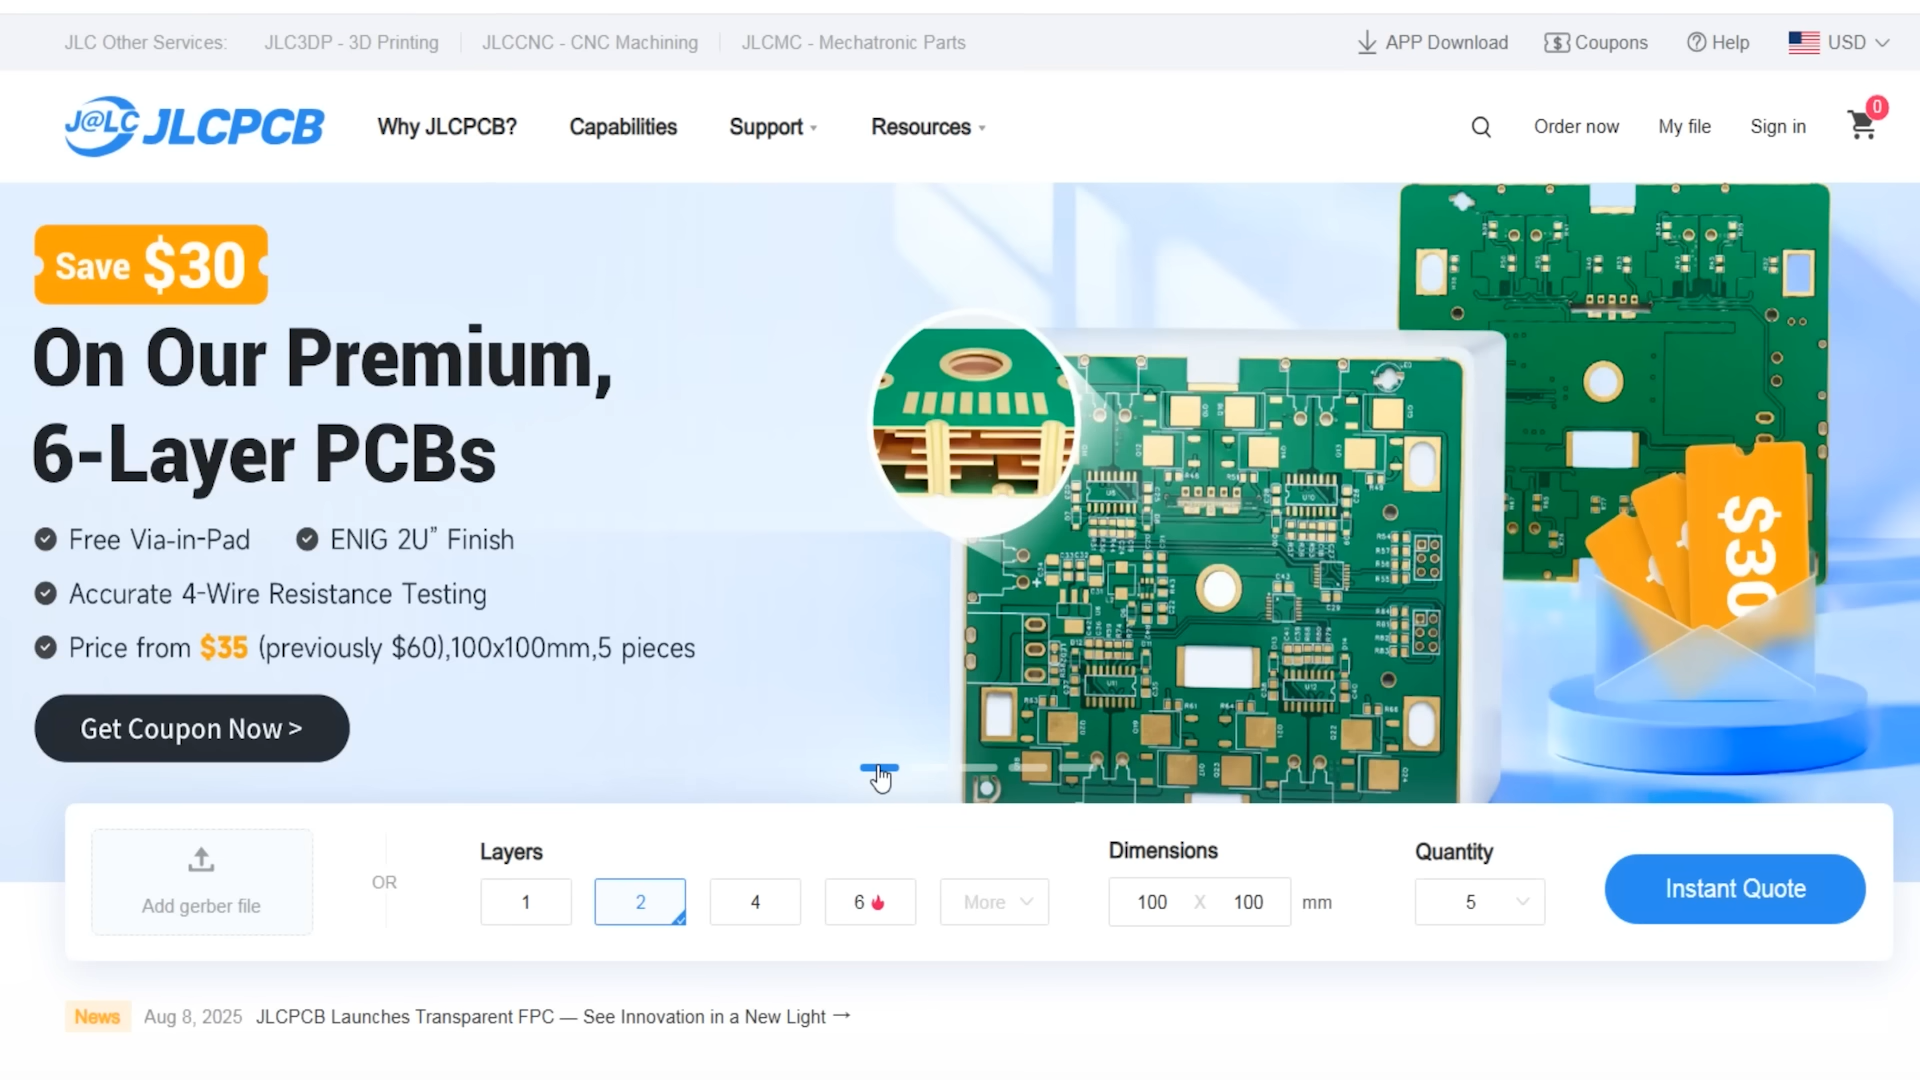 JLC Other Services: JLC3DP - 3D Printing JLCCNC - CNC Machining JLCMC - Mechatronic Parts APP Download Coupons Help USD
J@LC JLCPCB Why JLCPCB? Capabilities Support Resources Order now My file Sign in 0
Save $30
On Our Premium,
6-Layer PCBs
Free Via-in-Pad ENIG 2U” Finish
Accurate 4-Wire Resistance Testing
Price from $35 (previously $60),100x100mm,5 pieces
Get Coupon Now >
$30
Layers Dimensions Quantity
Add gerber file OR 1 2 4 6 More 100 X 100 mm 5 Instant Quote
News Aug 8, 2025 JLCPCB Launches Transparent FPC — See Innovation in a New Light →